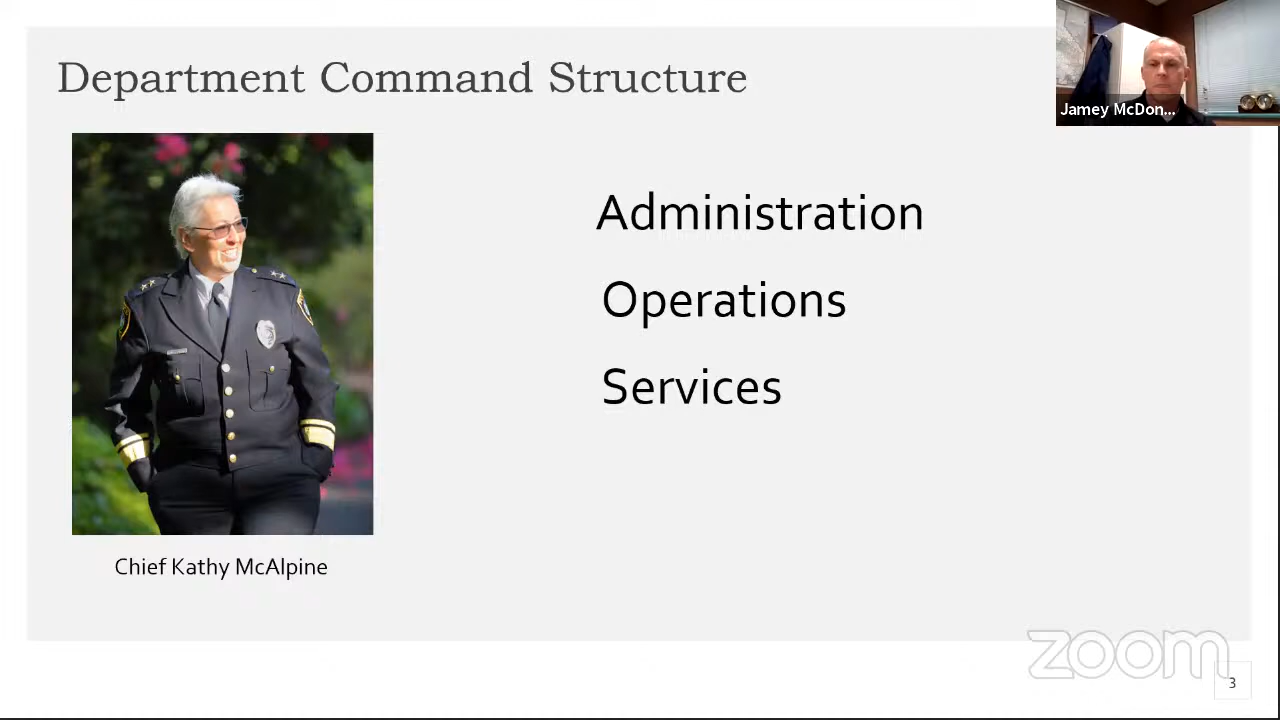 Department Command Structure
Jamey McDon...
Administration
Operations
Services
Chief Kathy McAlpine
zoom
3